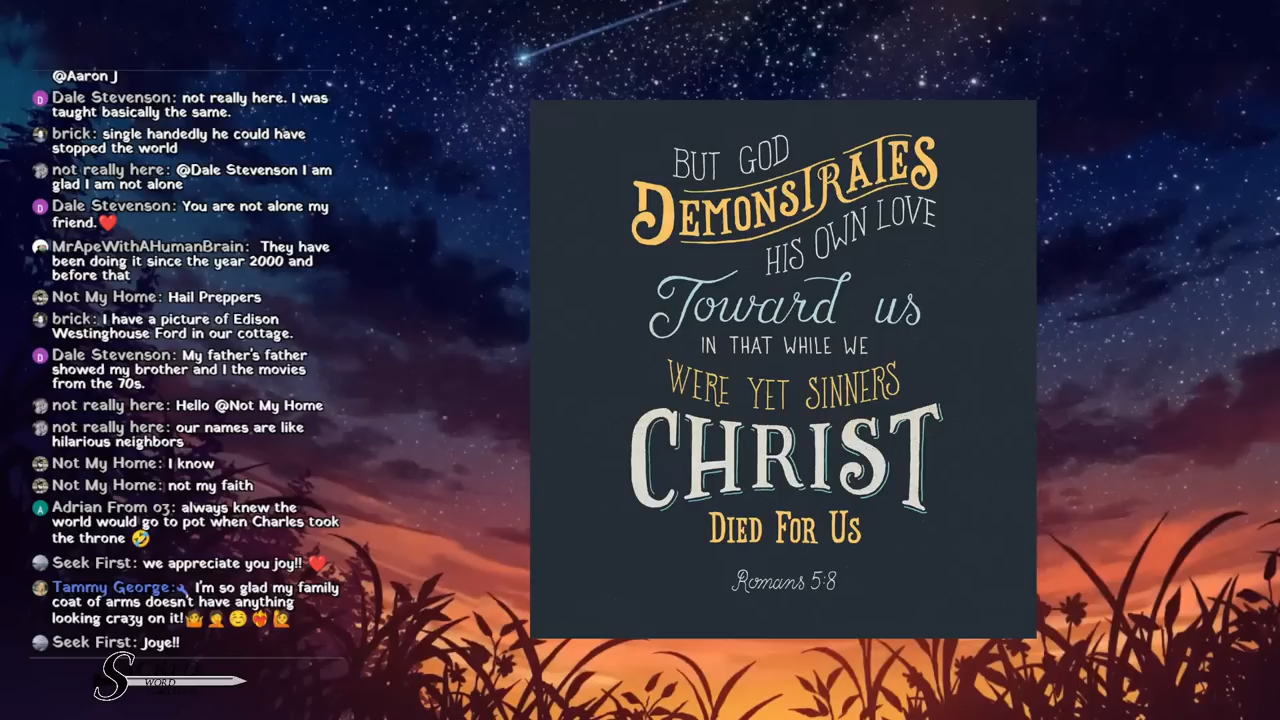 @Aaron J
Dale Stevenson: not really here. I was
taught basically the same.
brick: single handedly he could have
stopped the world
not really here: @Dale Stevenson I am
glad I am not alone
Dale Stevenson: You are not alone my
friend.❤️
MrApeWithAHumanBrain: They have
been doing it since the year 2000 and
before that
Not My Home: Hail Preppers
brick: I have a picture of Edison
Westinghouse Ford in our cottage.
Dale Stevenson: My father's father
showed my brother and I the movies
from the 70s.
not really here: Hello @Not My Home
not really here: our names are like
hilarious neighbors
Not My Home: I know
Not My Home: not my faith
Adrian From o3: always knew the
world would go to pot when Charles took
the throne 🤣
Seek First: we appreciate you joy!! ❤️
Tammy George: I'm so glad my family
coat of arms doesn't have anything
looking crazy on it!🤷🤦☺️❤️‍🔥🙋
Seek First: Joye!!
S
WORD
BUT GOD
DEMONSTRATES
HIS OWN LOVE
Toward us
IN THAT WHILE WE
WERE YET SINNERS
CHRIST
DIED FOR US
Romans 5:8